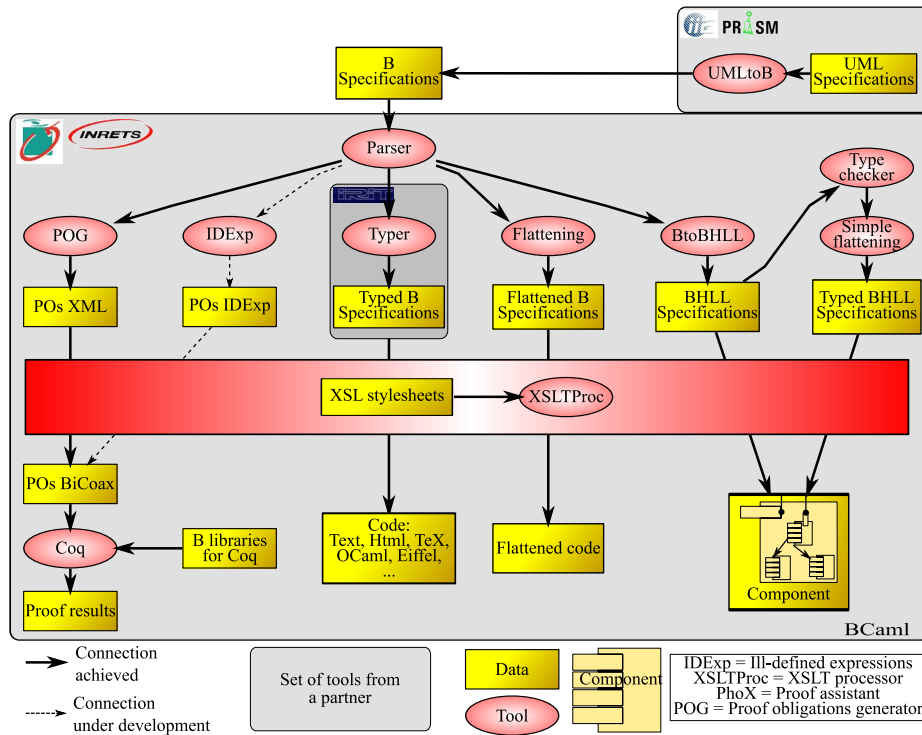 PRiSM
B
Specifications
UMLtoB
UML
Specifications
INRETS
Parser
Type
checker
IRIT
POG
IDExp
Typer
Flattening
BtoBHLL
Simple
flattening
POs XML
POs IDExp
Typed B
Specifications
Flattened B
Specifications
BHLL
Specifications
Typed BHLL
Specifications
XSL stylesheets
XSLTProc
POs BiCoax
Coq
B libraries
for Coq
Code:
Text, Html, TeX,
OCaml, Eiffel,
...
Flattened code
Component
Proof results
BCaml
Connection
achieved
Connection
under development
Set of tools from
a partner
Data
Tool
Component
IDExp = Ill-defined expressions
XSLTProc = XSLT processor
PhoX = Proof assistant
POG = Proof obligations generator